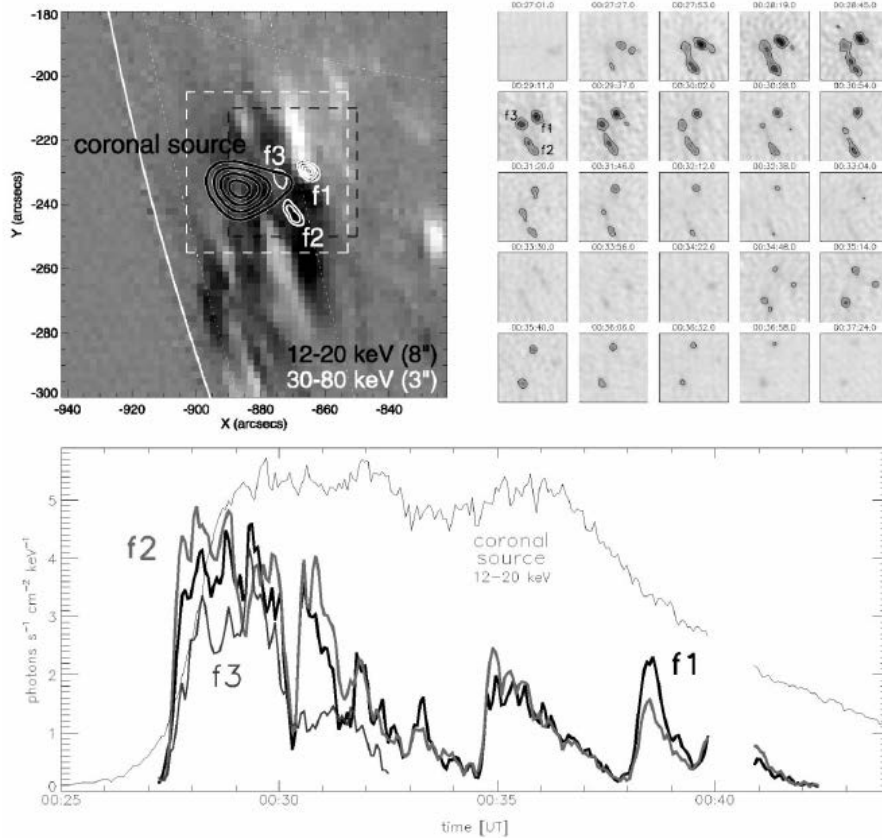 -180
-200
-220
-240
-260
-280
-300
Y (arcsecs)
coronal source
f3
f1
f2
12-20 keV (8")
30-80 keV (3")
-940
-920
-900
-880
-860
-840
X (arcsecs)
00:27:01.0
00:27:27.0
00:27:53.0
00:28:19.0
00:28:45.0
00:29:11.0
00:29:37.0
00:30:02.0
00:30:28.0
00:30:54.0
f3
f1
f2
00:31:20.0
00:31:46.0
00:32:12.0
00:32:38.0
00:33:04.0
00:33:30.0
00:33:56.0
00:34:22.0
00:34:48.0
00:35:14.0
00:35:40.0
00:36:06.0
00:36:32.0
00:36:58.0
00:37:24.0
photons s⁻¹ cm⁻² keV⁻¹
5
4
3
2
1
0
f2
f3
coronal
source
12-20 keV
f1
00:25
00:30
00:35
00:40
time [UT]